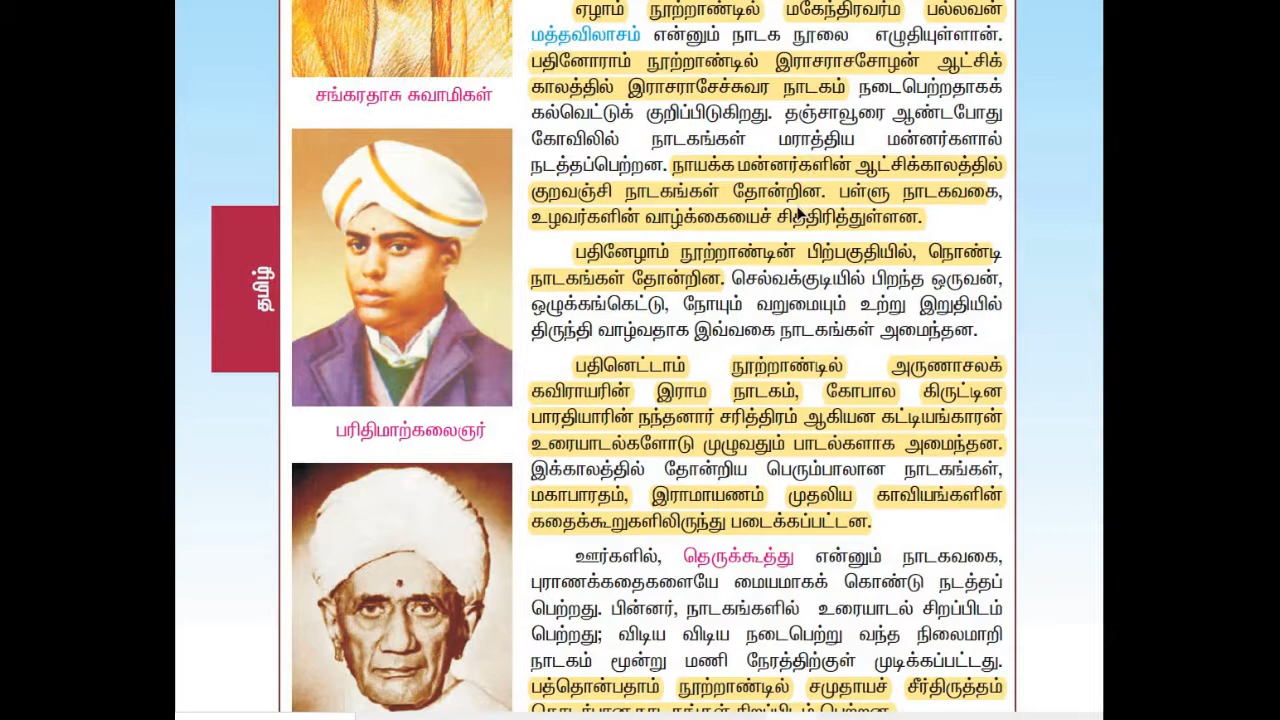 ஏழாம் நூற்றாண்டில் மகேந்திரவர்ம பல்லவன்
மத்தவிலாசம் என்னும் நாடக நூலை எழுதியுள்ளான்.
பதினோராம் நூற்றாண்டில் இராசராசசோழன் ஆட்சிக்
காலத்தில் இராசராசேச்சுவர நாடகம் நடைபெற்றதாகக்
கல்வெட்டுக் குறிப்பிடுகிறது. தஞ்சாவூரை ஆண்டபோது
கோவிலில் நாடகங்கள் மராத்திய மன்னர்களால்
நடத்தப்பெற்றன. நாயக்க மன்னர்களின் ஆட்சிக்காலத்தில்
குறவஞ்சி நாடகங்கள் தோன்றின. பள்ளு நாடகவகை,
உழவர்களின் வாழ்க்கையைச் சித்திரித்துள்ளன.
பதினேழாம் நூற்றாண்டின் பிற்பகுதியில், நொண்டி
நாடகங்கள் தோன்றின. செல்வக்குடியில் பிறந்த ஒருவன்,
ஒழுக்கங்கெட்டு, நோயும் வறுமையும் உற்று இறுதியில்
திருந்தி வாழ்வதாக இவ்வகை நாடகங்கள் அமைந்தன.
பதினெட்டாம் நூற்றாண்டில் அருணாசலக்
கவிராயரின் இராம நாடகம், கோபால கிருட்டின
பாரதியாரின் நந்தனார் சரித்திரம் ஆகியன கட்டியங்காரன்
உரையாடல்களோடு முழுவதும் பாடல்களாக அமைந்தன.
இக்காலத்தில் தோன்றிய பெரும்பாலான நாடகங்கள்,
மகாபாரதம், இராமாயணம் முதலிய காவியங்களின்
கதைக்கூறுகளிலிருந்து படைக்கப்பட்டன.
ஊர்களில், தெருக்கூத்து என்னும் நாடகவகை,
புராணக்கதைகளையே மையமாகக் கொண்டு நடத்தப்
பெற்றது. பின்னர், நாடகங்களில் உரையாடல் சிறப்பிடம்
பெற்றது; விடிய விடிய நடைபெற்று வந்த நிலைமாறி
நாடகம் மூன்று மணி நேரத்திற்குள் முடிக்கப்பட்டது.
பத்தொன்பதாம் நூற்றாண்டில் சமுதாயச் சீர்திருத்தம்
சங்கரதாசு சுவாமிகள்
பரிதிமாற்கலைஞர்
தமிழ்